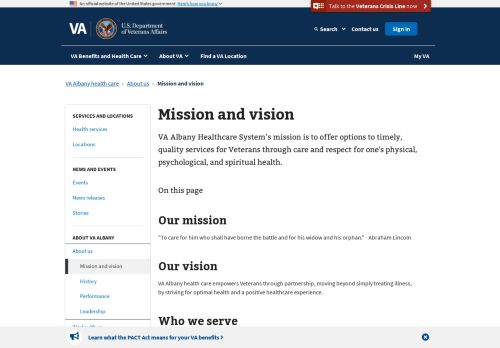 An official website of the United States government Here's how you know
Talk to the Veterans Crisis Line now
VA
U.S. Department
of Veterans Affairs
Search
Contact us
Sign in
VA Benefits and Health Care
About VA
Find a VA Location
My VA
VA Albany health care › About us › Mission and vision
SERVICES AND LOCATIONS
Health services
Locations
NEWS AND EVENTS
Events
News releases
Stories
ABOUT VA ALBANY
About us
Mission and vision
History
Performance
Leadership
Mission and vision
VA Albany Healthcare System's mission is to offer options to timely,
quality services for Veterans through care and respect for one's physical,
psychological, and spiritual health.
On this page
Our mission
"To care for him who shall have borne the battle and for his widow and his orphan." - Abraham Lincoln
Our vision
VA Albany health care empowers Veterans through partnership, moving beyond simply treating illness,
by striving for optimal health and a positive healthcare experience.
Who we serve
Learn what the PACT Act means for your VA benefits